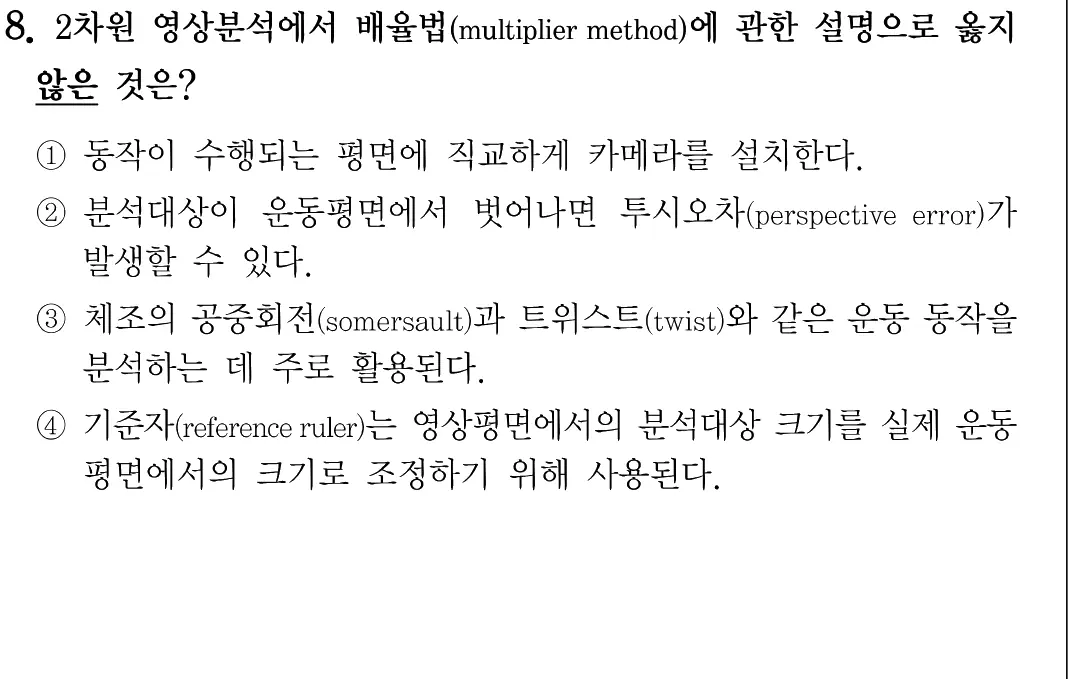 8. 2차원 영상분석에서 배율법(multiplier method)에 관한 설명으로 옳지
않은 것은?
① 동작이 수행되는 평면에 직교하게 카메라를 설치한다.
② 분석대상이 운동평면에서 벗어나면 투시오차(perspective error)가
발생할 수 있다.
③ 체조의 공중회전(somersault)과 트위스트(twist)와 같은 운동 동작을
분석하는 데 주로 활용된다.
④ 기준자(reference ruler)는 영상평면에서의 분석대상 크기를 실제 운동
평면에서의 크기로 조정하기 위해 사용된다.